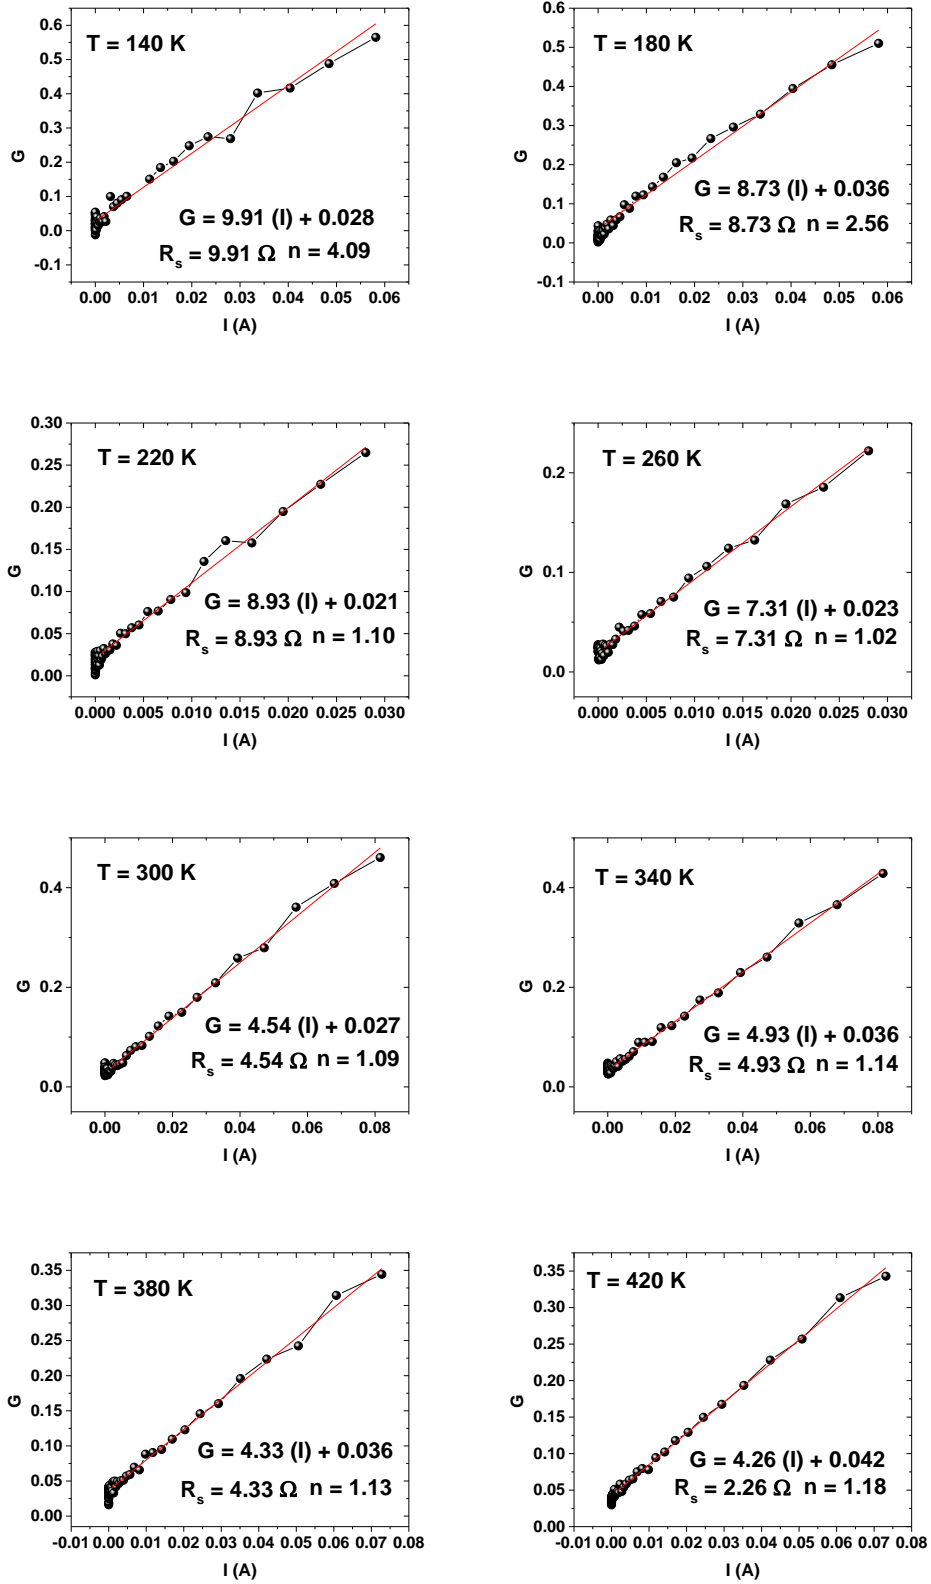 T = 140 K
G = 9.91 (I) + 0.028
Rs = 9.91 Ω n = 4.09
0.6
0.5
0.4
0.3
0.2
0.1
0.0
-0.1
G
0.00 0.01 0.02 0.03 0.04 0.05 0.06
I (A)
T = 180 K
G = 8.73 (I) + 0.036
Rs = 8.73 Ω n = 2.56
0.6
0.5
0.4
0.3
0.2
0.1
0.0
-0.1
G
0.00 0.01 0.02 0.03 0.04 0.05 0.06
I (A)
T = 220 K
G = 8.93 (I) + 0.021
Rs = 8.93 Ω n = 1.10
0.30
0.25
0.20
0.15
0.10
0.05
0.00
G
0.000 0.005 0.010 0.015 0.020 0.025 0.030
I (A)
T = 260 K
G = 7.31 (I) + 0.023
Rs = 7.31 Ω n = 1.02
0.2
0.1
0.0
G
0.000 0.005 0.010 0.015 0.020 0.025 0.030
I (A)
T = 300 K
G = 4.54 (I) + 0.027
Rs = 4.54 Ω n = 1.09
0.4
0.2
0.0
G
0.00 0.02 0.04 0.06 0.08
I (A)
T = 340 K
G = 4.93 (I) + 0.036
Rs = 4.93 Ω n = 1.14
0.4
0.2
0.0
G
0.00 0.02 0.04 0.06 0.08
I (A)
T = 380 K
G = 4.33 (I) + 0.036
Rs = 4.33 Ω n = 1.13
0.35
0.30
0.25
0.20
0.15
0.10
0.05
0.00
G
-0.01 0.00 0.01 0.02 0.03 0.04 0.05 0.06 0.07 0.08
I (A)
T = 420 K
G = 4.26 (I) + 0.042
Rs = 2.26 Ω n = 1.18
0.35
0.30
0.25
0.20
0.15
0.10
0.05
0.00
G
-0.01 0.00 0.01 0.02 0.03 0.04 0.05 0.06 0.07 0.08
I (A)